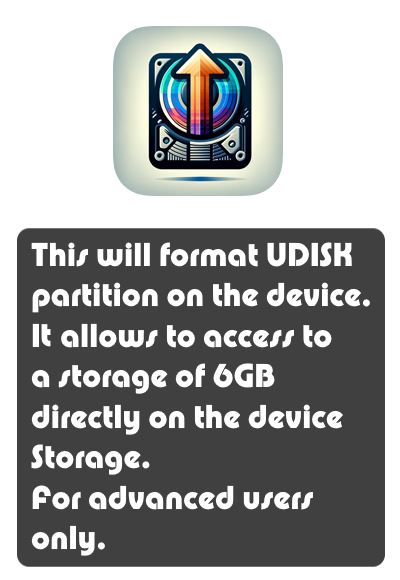 This will format UDISK
partition on the device.
It allows to access to
a storage of 6GB
directly on the device
Storage.
For advanced users
only.